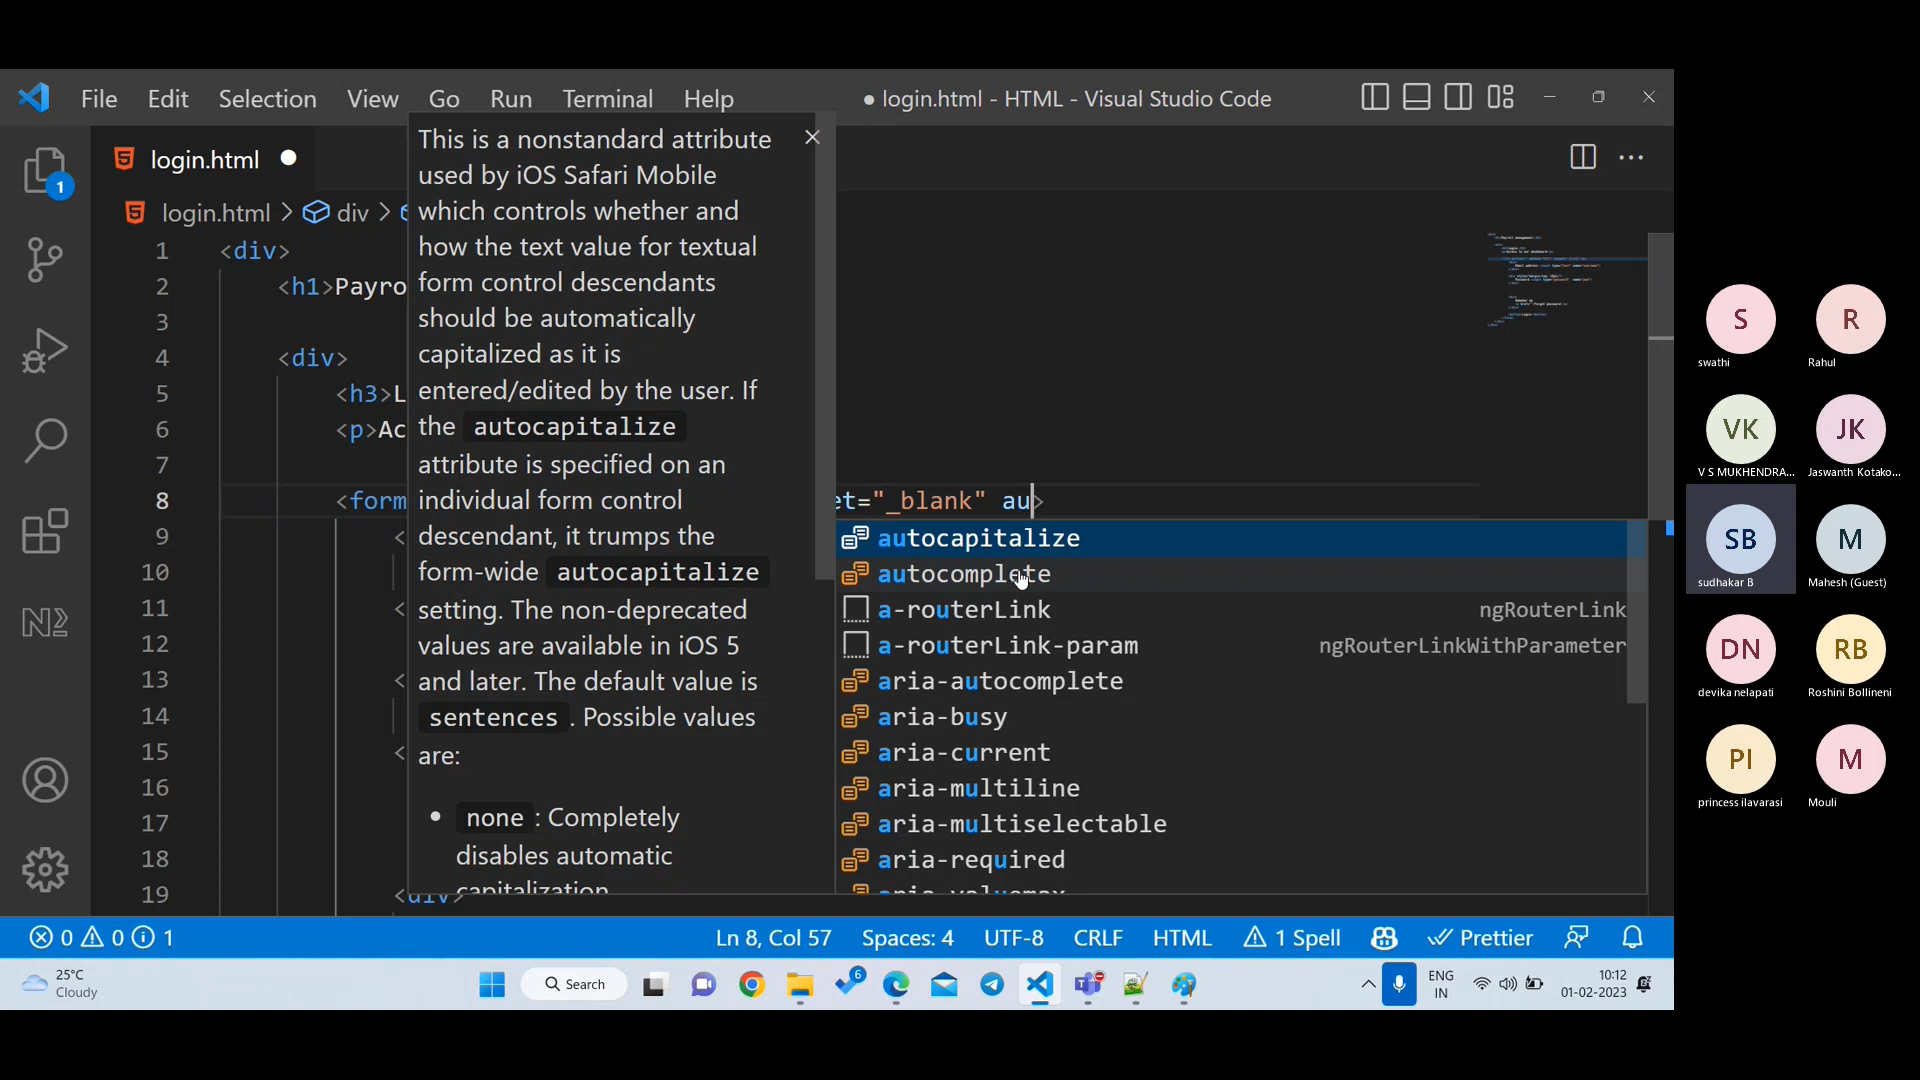 File Edit Selection View Go Run Terminal Help
● login.html - HTML - Visual Studio Code
login.html ●
login.html > div >
1 <div>
2 <h1>Payro
3
4 <div>
5 <h3>L
6 <p>Ac
7
8 <form
et="_blank" au>
9 <
10
11 <
12
13 <
14
15 <
16
17
18
19 <div>
This is a nonstandard attribute
used by iOS Safari Mobile
which controls whether and
how the text value for textual
form control descendants
should be automatically
capitalized as it is
entered/edited by the user. If
the autocapitalize
attribute is specified on an
individual form control
descendant, it trumps the
form-wide autocapitalize
setting. The non-deprecated
values are available in iOS 5
and later. The default value is
sentences . Possible values
are:
• none : Completely
disables automatic
capitalization
autocapitalize
autocomplete
a-routerLink ngRouterLink
a-routerLink-param ngRouterLinkWithParameter
aria-autocomplete
aria-busy
aria-current
aria-multiline
aria-multiselectable
aria-required
aria-valuemax
1
0 0 1
Ln 8, Col 57 Spaces: 4 UTF-8 CRLF HTML 1 Spell Prettier
25°C
Cloudy
Search
6
ENG
IN
10:12
01-02-2023
S
swathi
R
Rahul
VK
V S MUKHENDRA...
JK
Jaswanth Kotako...
SB
sudhakar B
M
Mahesh (Guest)
DN
devika nelapati
RB
Roshini Bollineni
PI
princess ilavarasi
M
Mouli